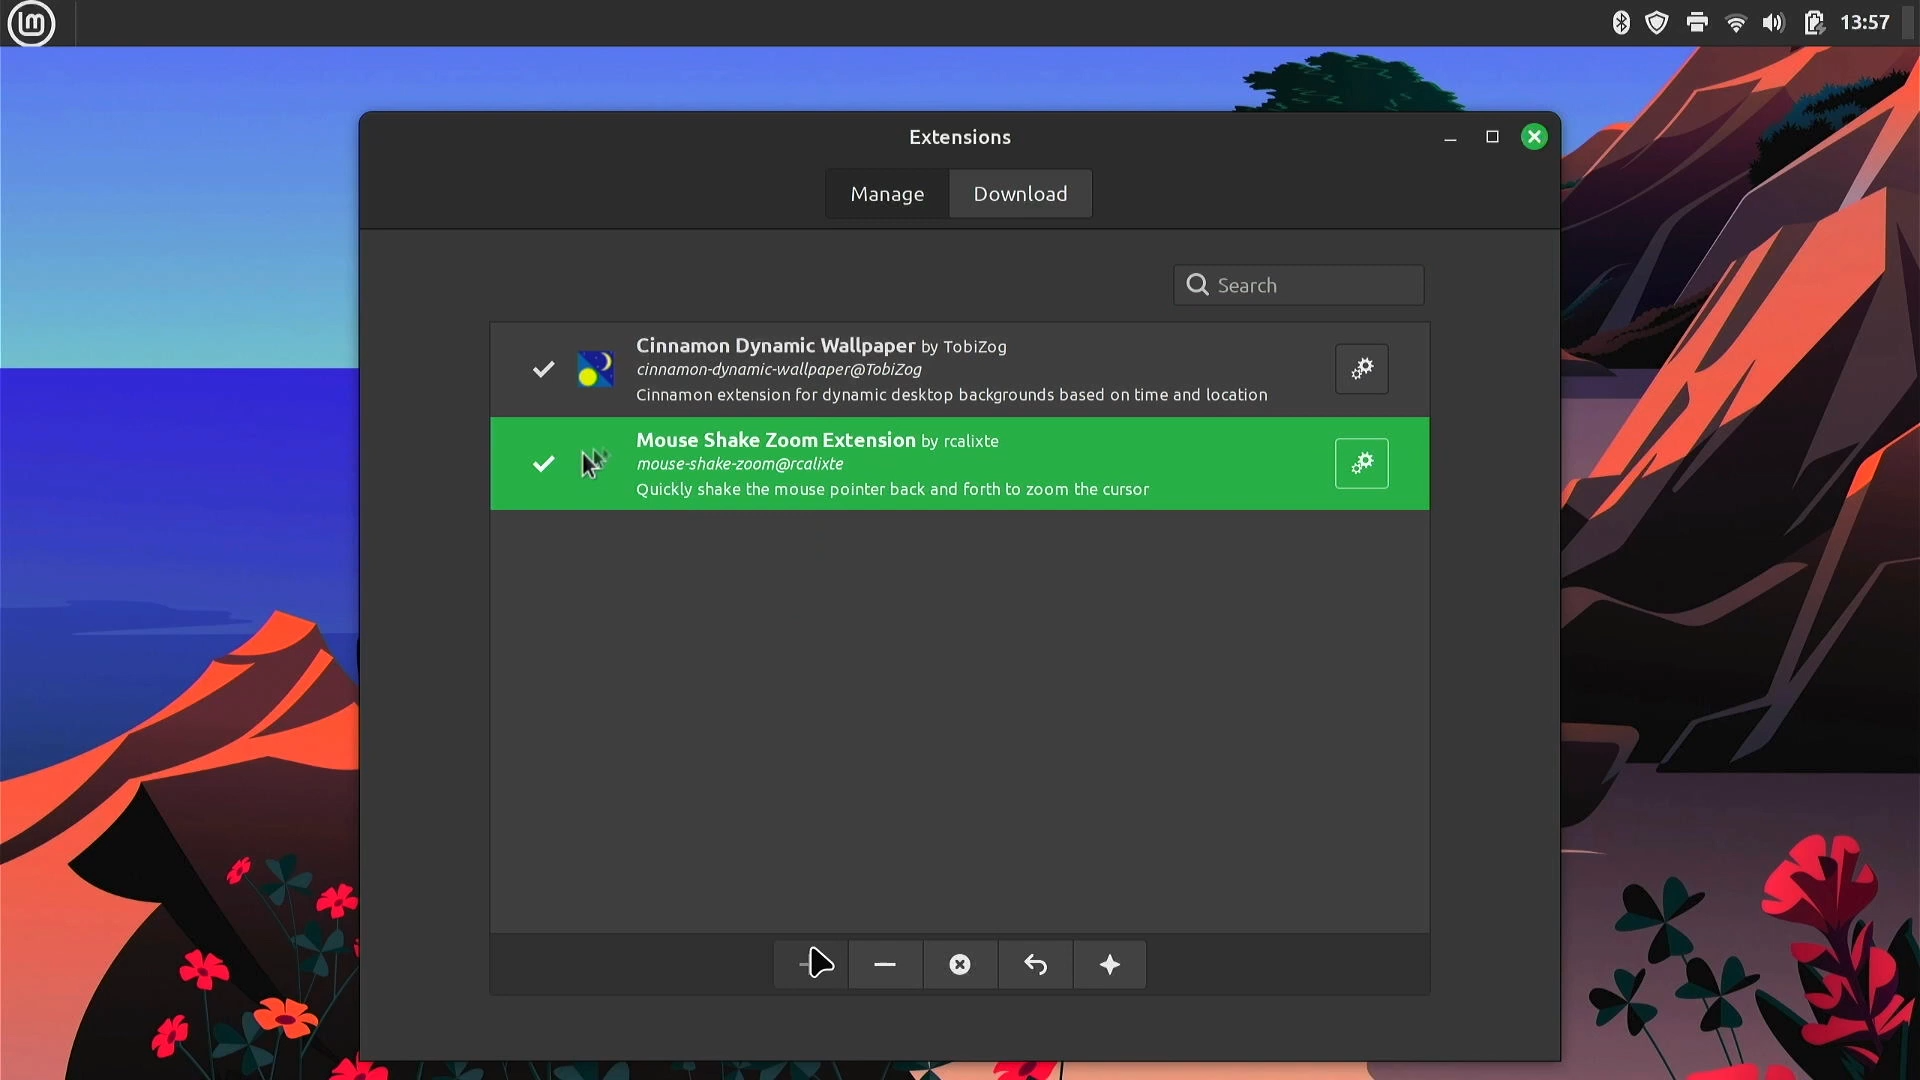 13:57
Extensions
Manage
Download
Search
Cinnamon Dynamic Wallpaper by TobiZog
cinnamon-dynamic-wallpaper@TobiZog
Cinnamon extension for dynamic desktop backgrounds based on time and location
Mouse Shake Zoom Extension by rcalixte
mouse-shake-zoom@rcalixte
Quickly shake the mouse pointer back and forth to zoom the cursor